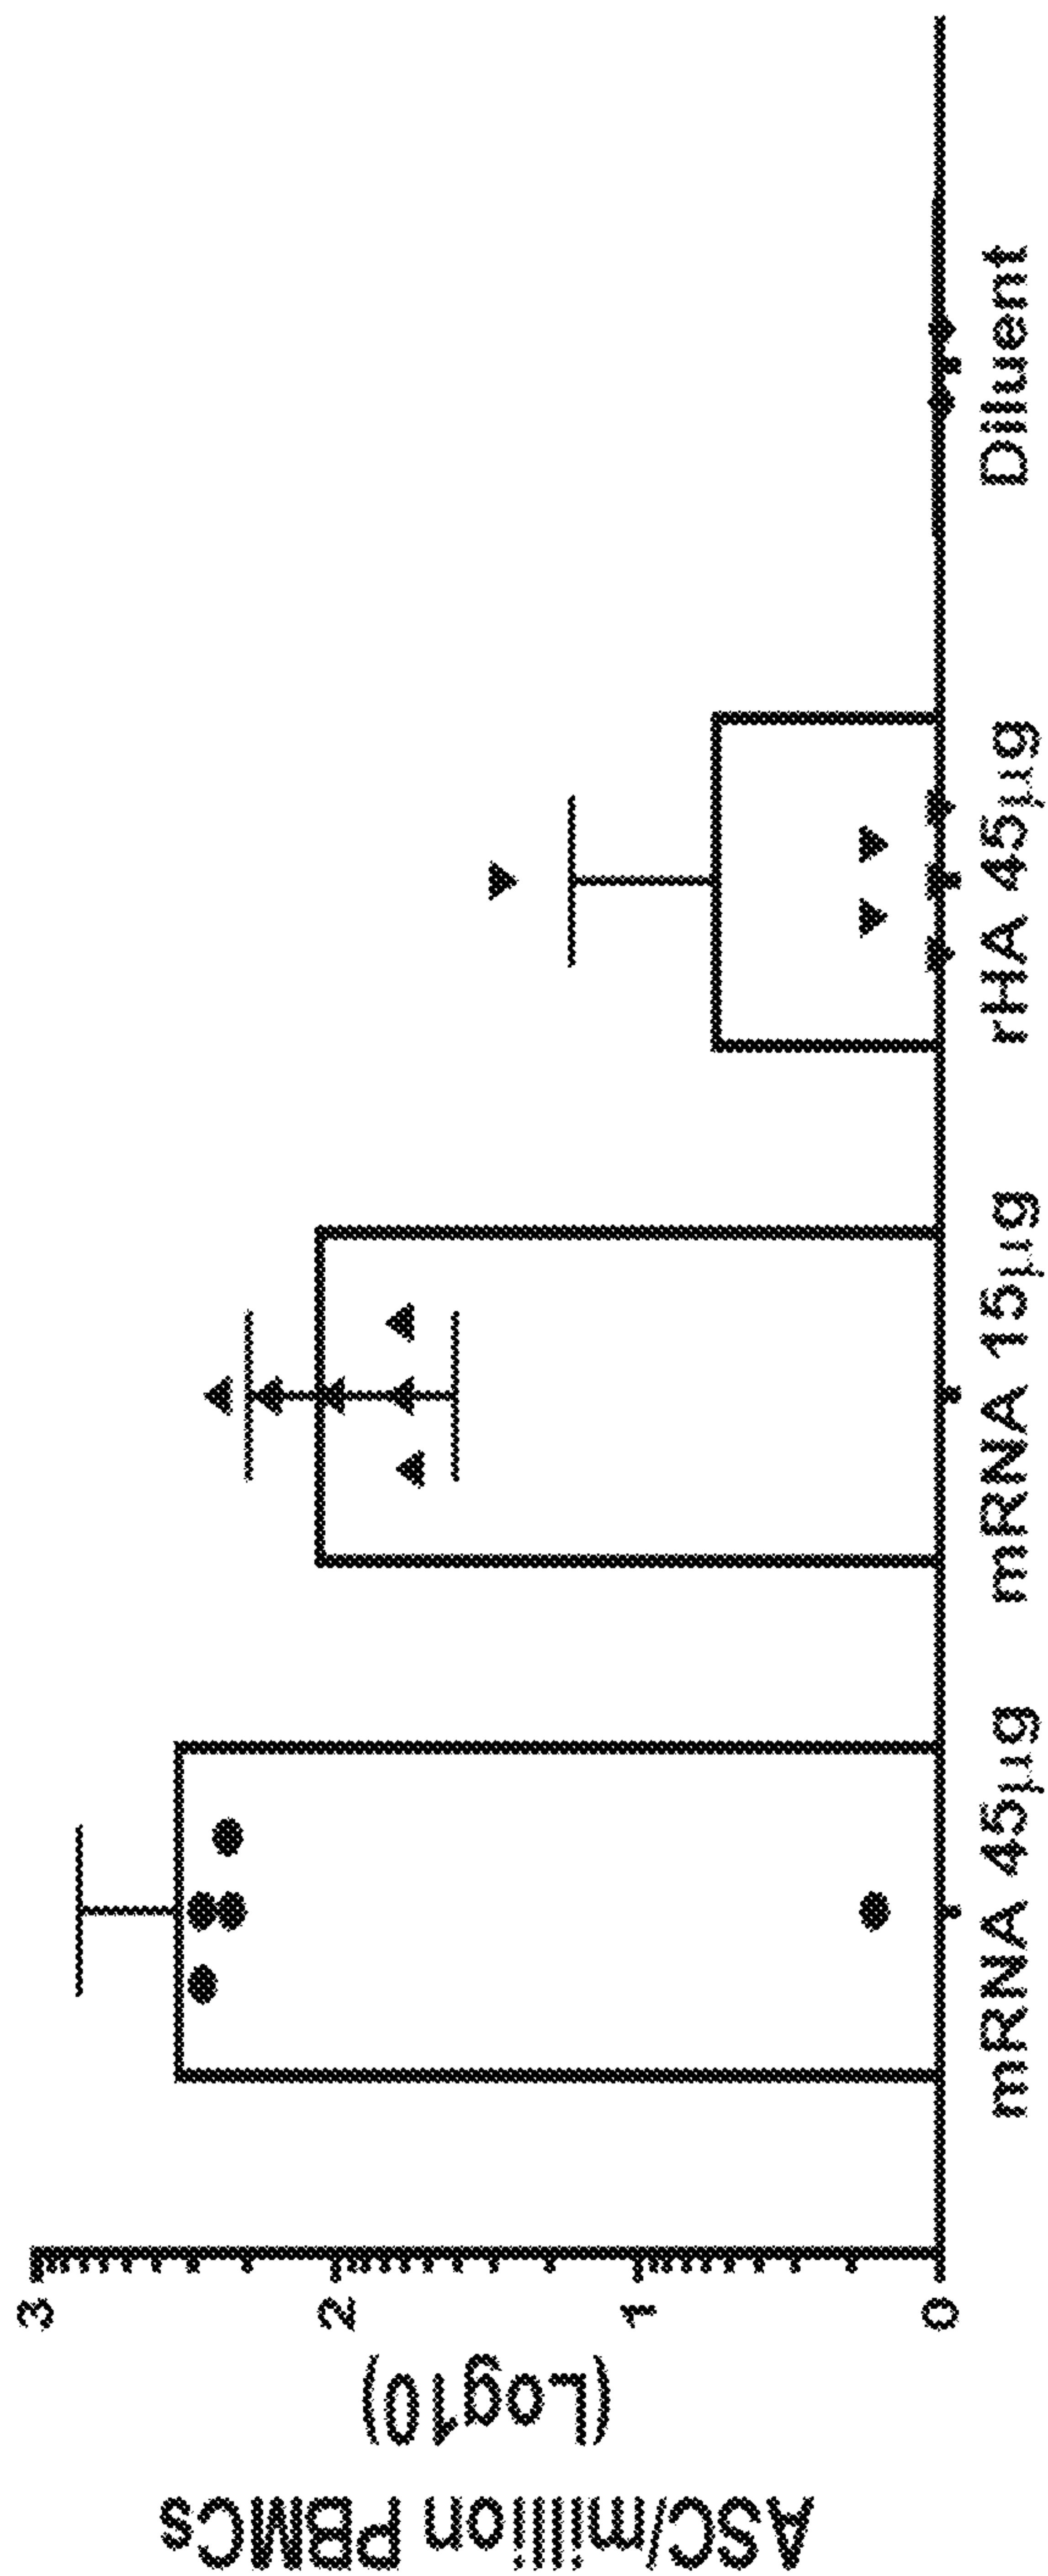 ASC/million PBMCs
(Log10)
3
2
1
0
mRNA 45µg
mRNA 15µg
rHA 45µg
Diluent